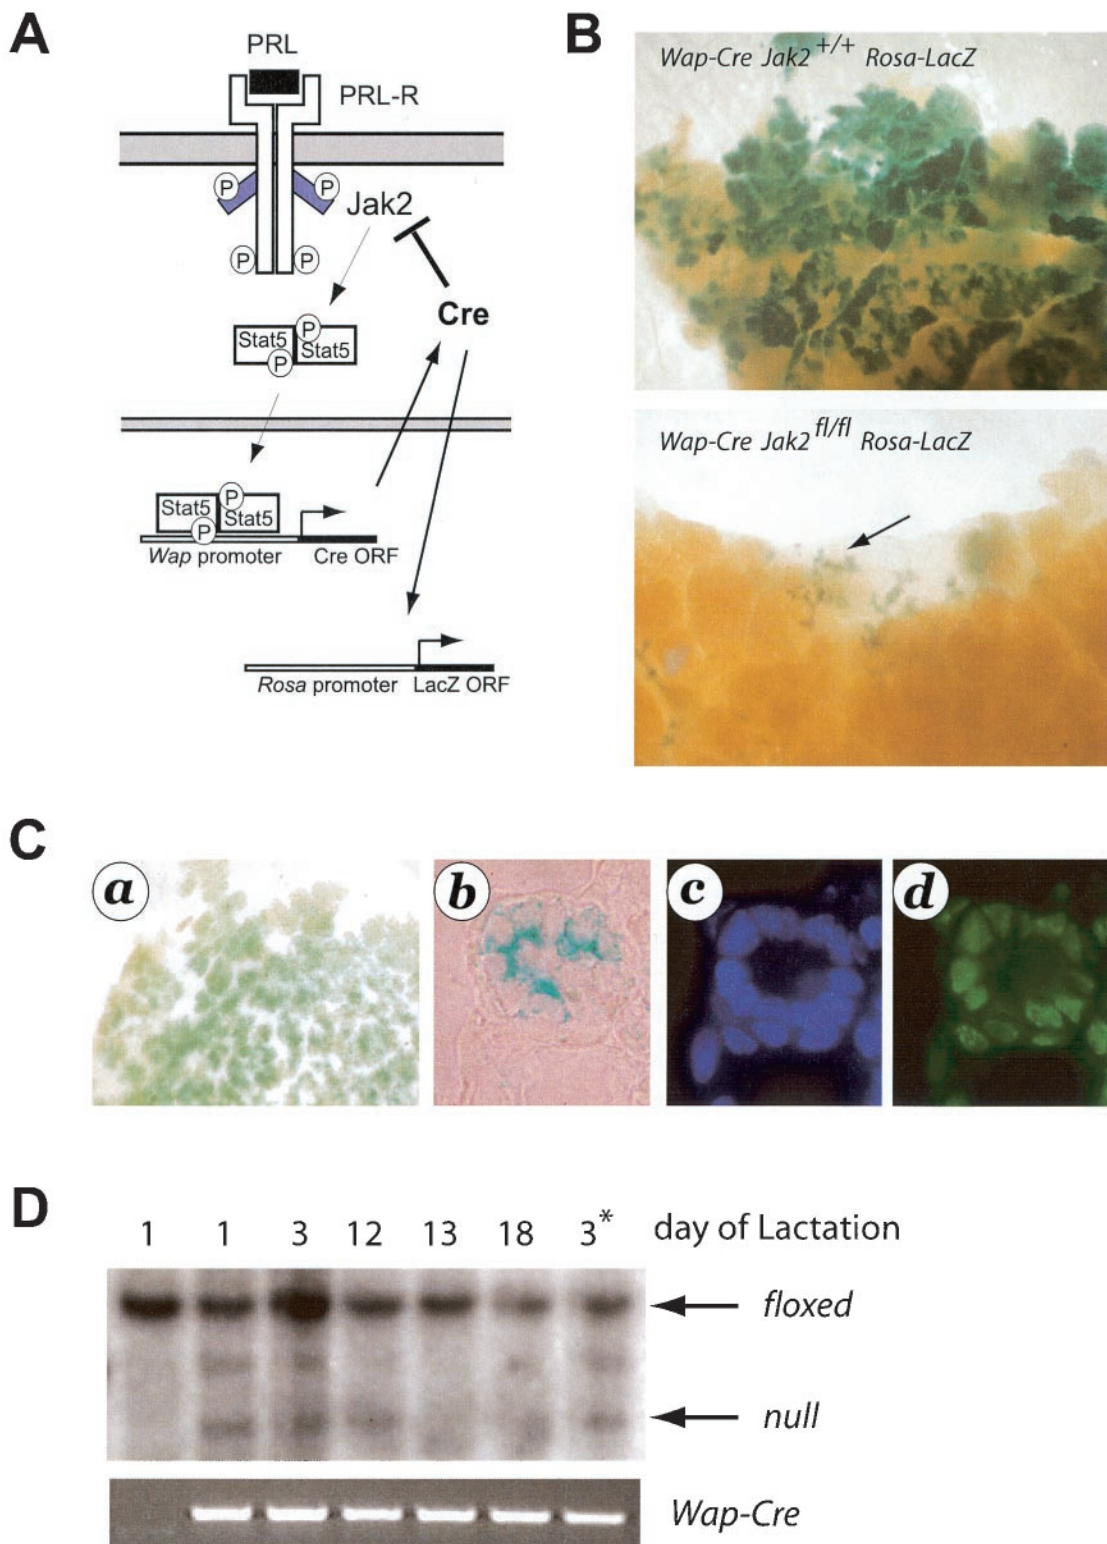 A
PRL
PRL-R
P
P
Jak2
P
P
Cre
Stat5
P
P
Stat5
Stat5
P
P
Stat5
Wap promoter
Cre ORF
Rosa promoter
LacZ ORF
B
Wap-Cre Jak2 +/+ Rosa-LacZ
Wap-Cre Jak2 fl/fl Rosa-LacZ
C
a
b
c
d
D
1 1 3 12 13 18 3* day of Lactation
floxed
null
Wap-Cre